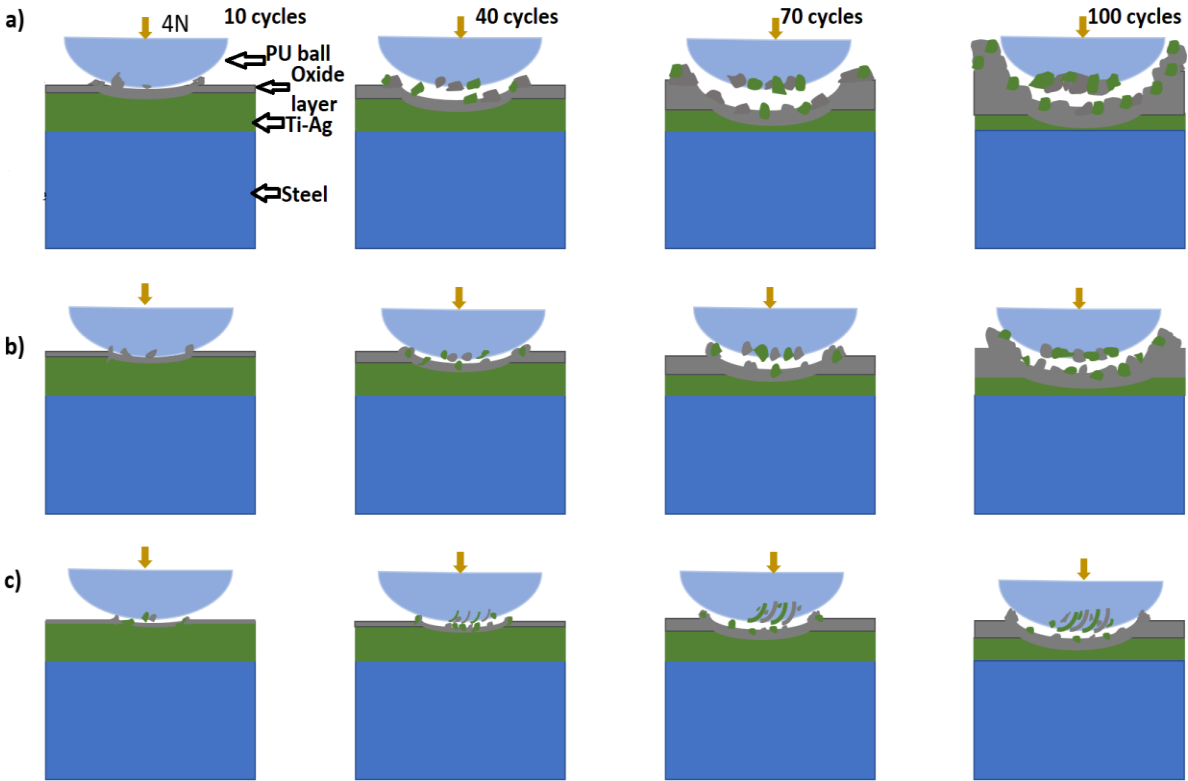 a)
4N
10 cycles
40 cycles
70 cycles
100 cycles
PU ball
Oxide
layer
Ti-Ag
Steel
b)
c)